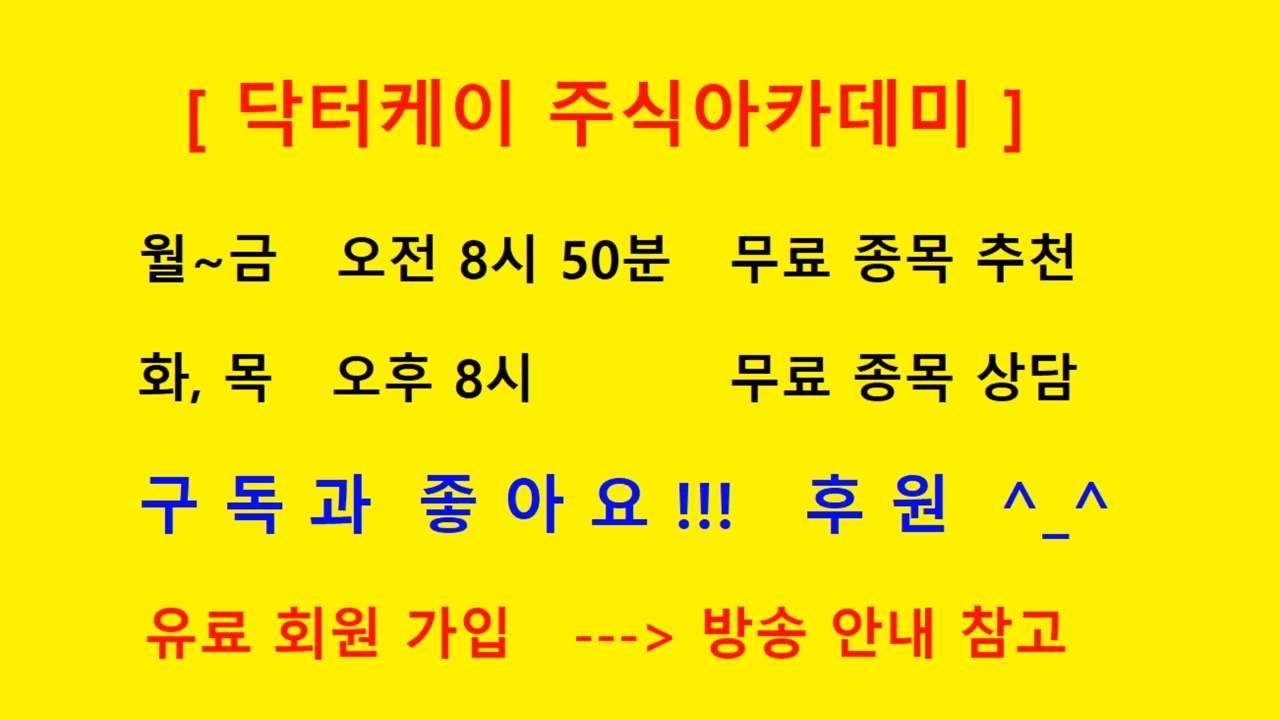 [ 닥터케이 주식아카데미 ]
월~금 오전 8시 50분 무료 종목 추천
화, 목 오후 8시 무료 종목 상담
구 독 과 좋 아 요 !!! 후 원 ^_^
유료 회원 가입 ---> 방송 안내 참고